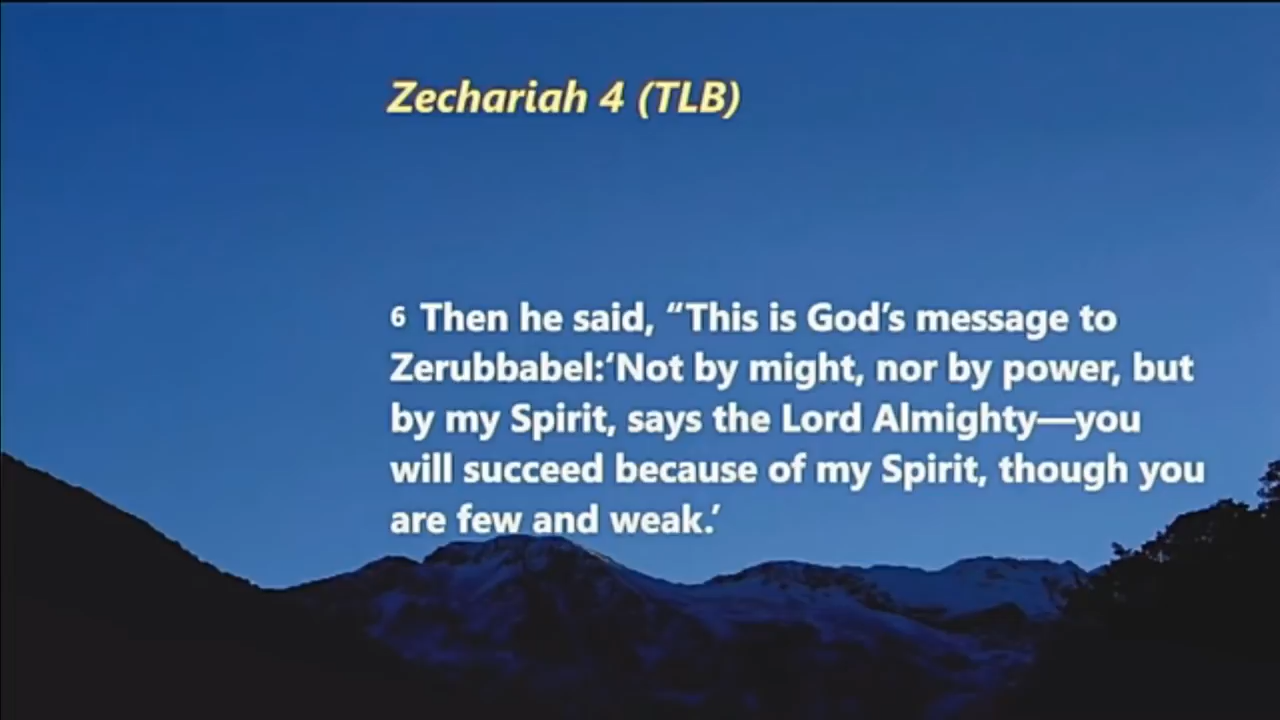 Zechariah 4 (TLB)
6 Then he said, “This is God’s message to
Zerubbabel:‘Not by might, nor by power, but
by my Spirit, says the Lord Almighty—you
will succeed because of my Spirit, though you
are few and weak.’